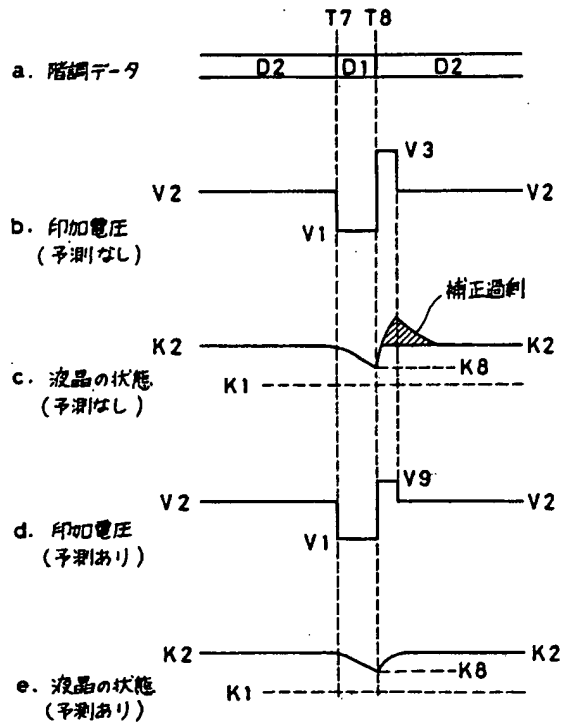 T7 T8
a. 階調データ
D2 D1 D2
V3
V2 V2
b. 印加電圧
(予測なし)
V1
補正過剰
K2 K2
K8
c. 液晶の状態
(予測なし)
K1
V9
V2 V2
d. 印加電圧
(予測あり)
V1
K2 K2
K8
e. 液晶の状態
(予測あり)
K1